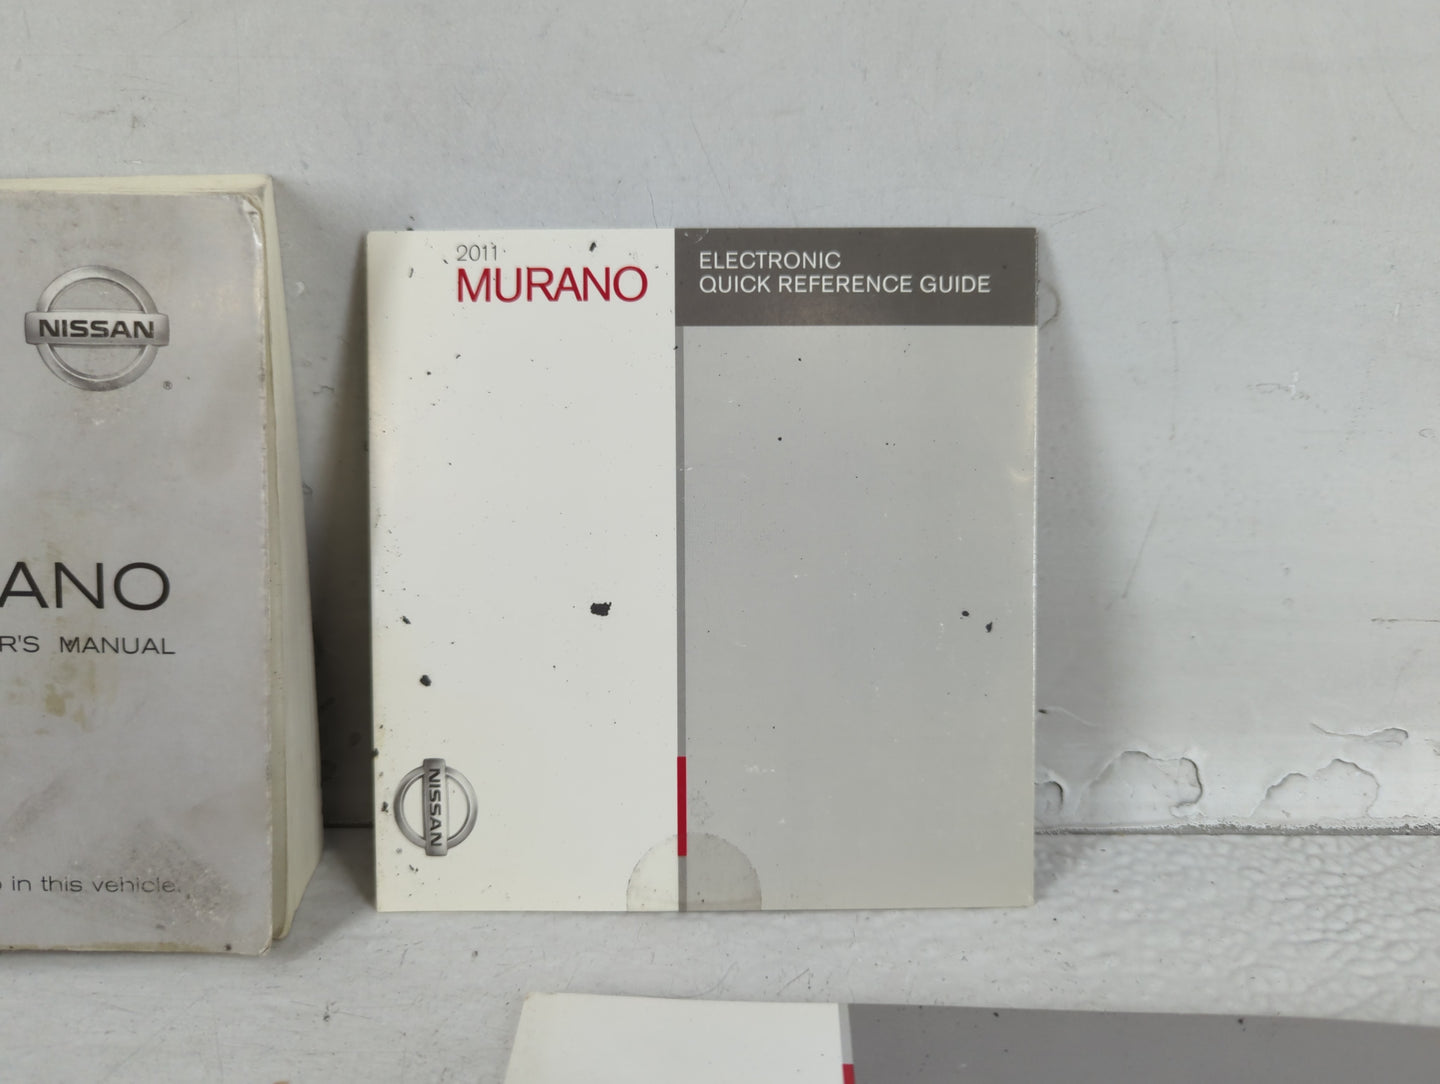 NISSAN
®
ANO
R'S MANUAL
in this vehicle.
2011
MURANO
ELECTRONIC
QUICK REFERENCE GUIDE
NISSAN